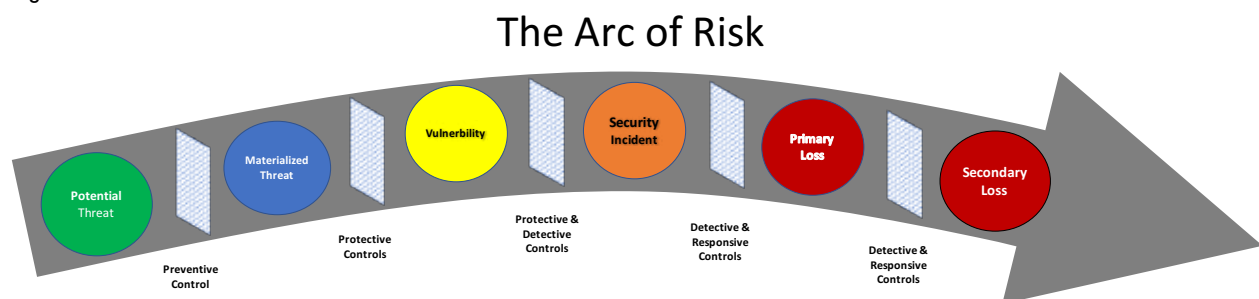 The Arc of Risk
Potential
Threat
Materialized
Threat
Vulnerbility
Security
Incident
Primary
Loss
Secondary
Loss
Preventive
Control
Protective
Controls
Protective &
Detective
Controls
Detective &
Responsive
Controls
Detective &
Responsive
Controls